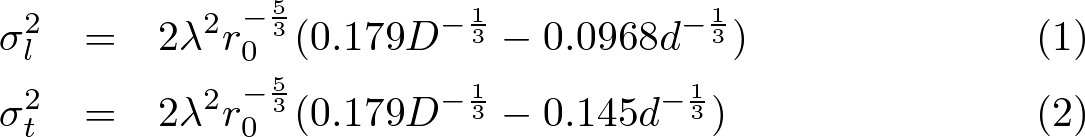 σ_l^2 = 2λ^2 r_0^{-5/3} (0.179D^{-1/3} − 0.0968d^{-1/3}) (1)
σ_t^2 = 2λ^2 r_0^{-5/3} (0.179D^{-1/3} − 0.145d^{-1/3}) (2)